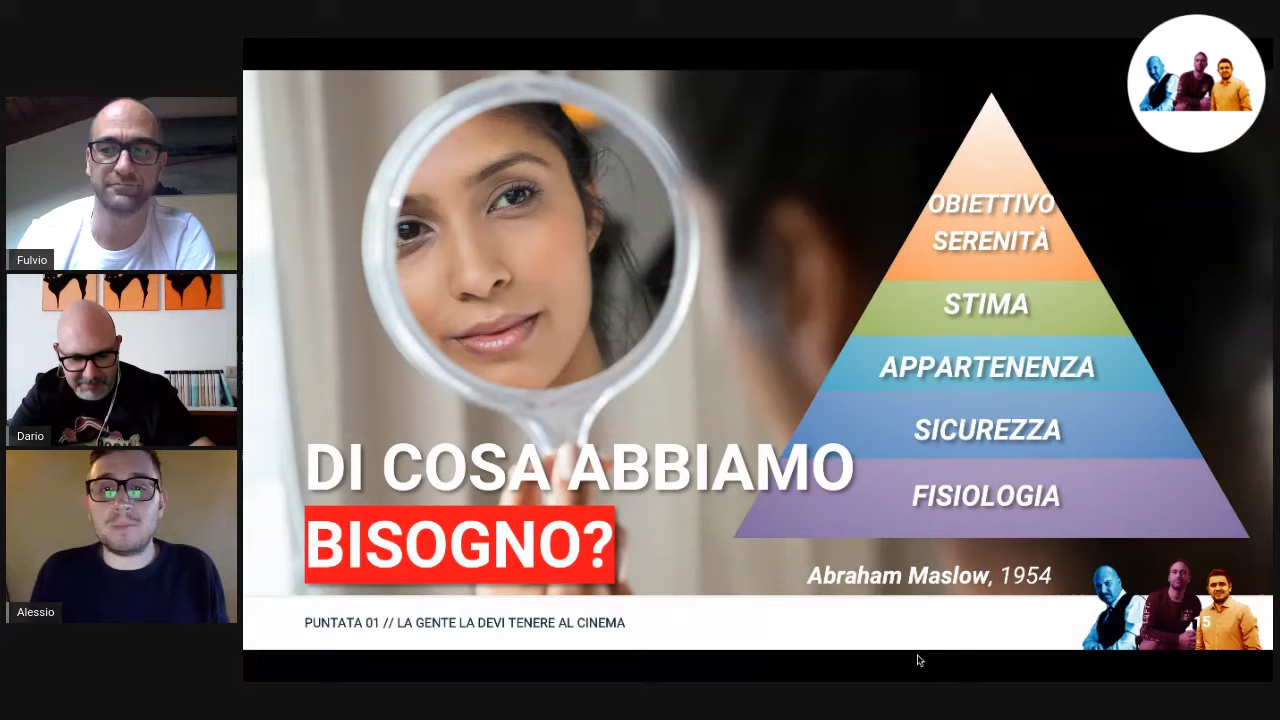 Fulvio
Dario
Alessio
OBIETTIVO
SERENITÀ
STIMA
APPARTENENZA
SICUREZZA
FISIOLOGIA
DI COSA ABBIAMO
BISOGNO?
Abraham Maslow, 1954
PUNTATA 01 // LA GENTE LA DEVI TENERE AL CINEMA
15